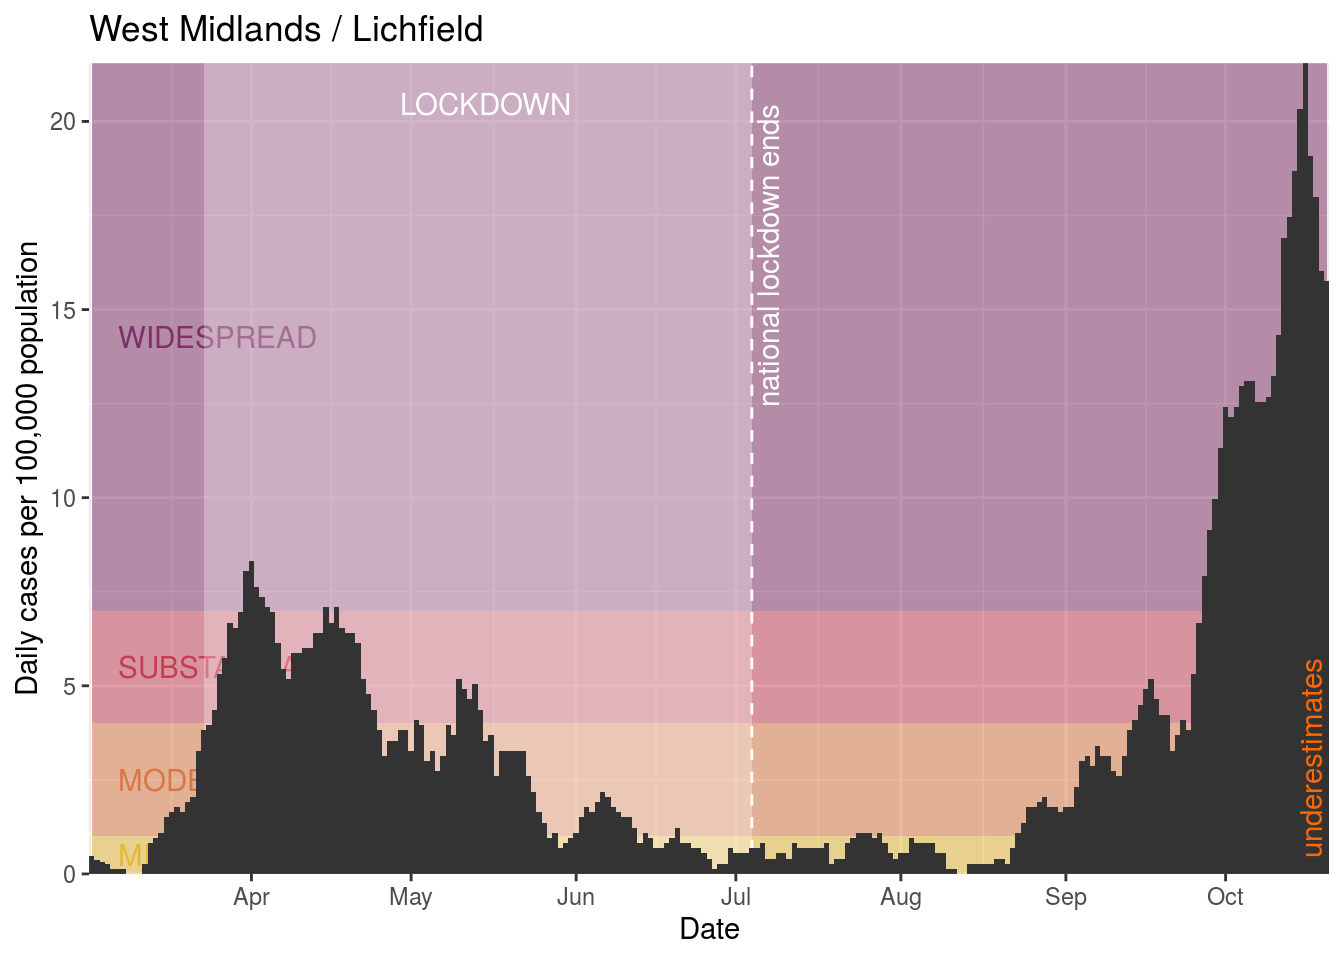 West Midlands / Lichfield
LOCKDOWN
national lockdown ends
WIDESPREAD
underestimates
Daily cases per 100,000 population
20
15
10
5
0
Apr
May
Jun
Jul
Aug
Sep
Oct
Date